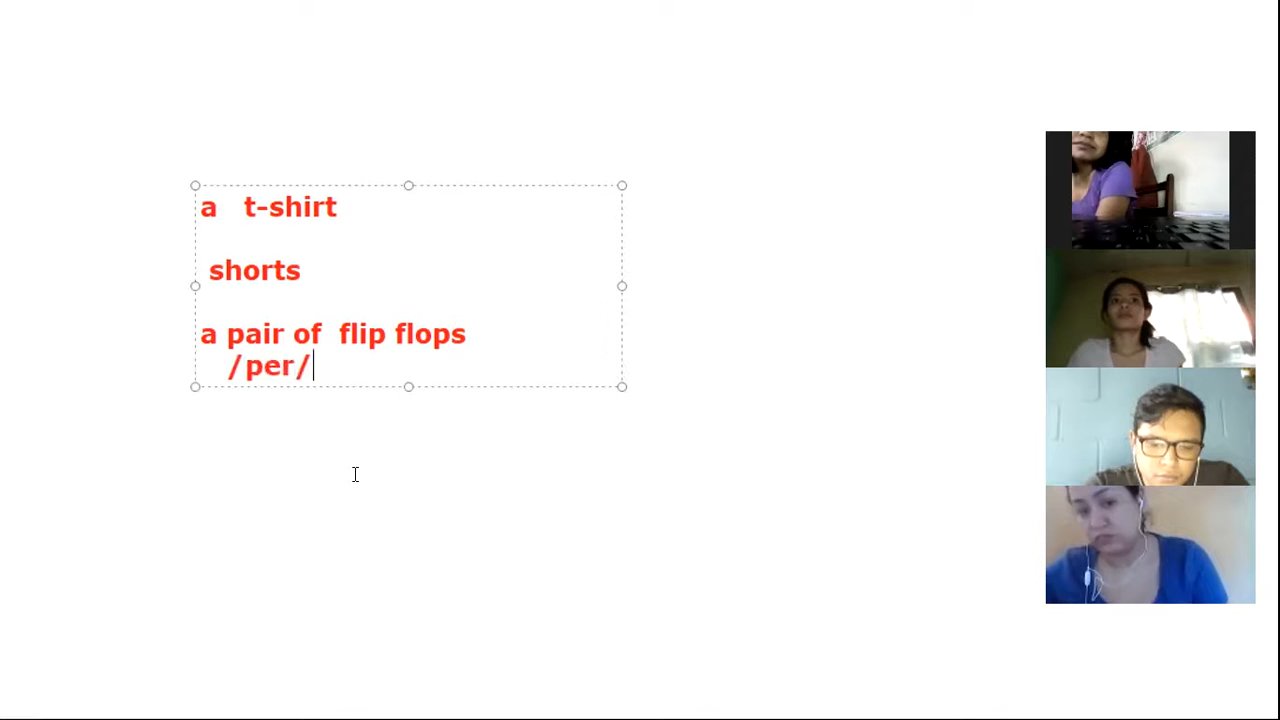 a t-shirt
shorts
a pair of flip flops
/per/